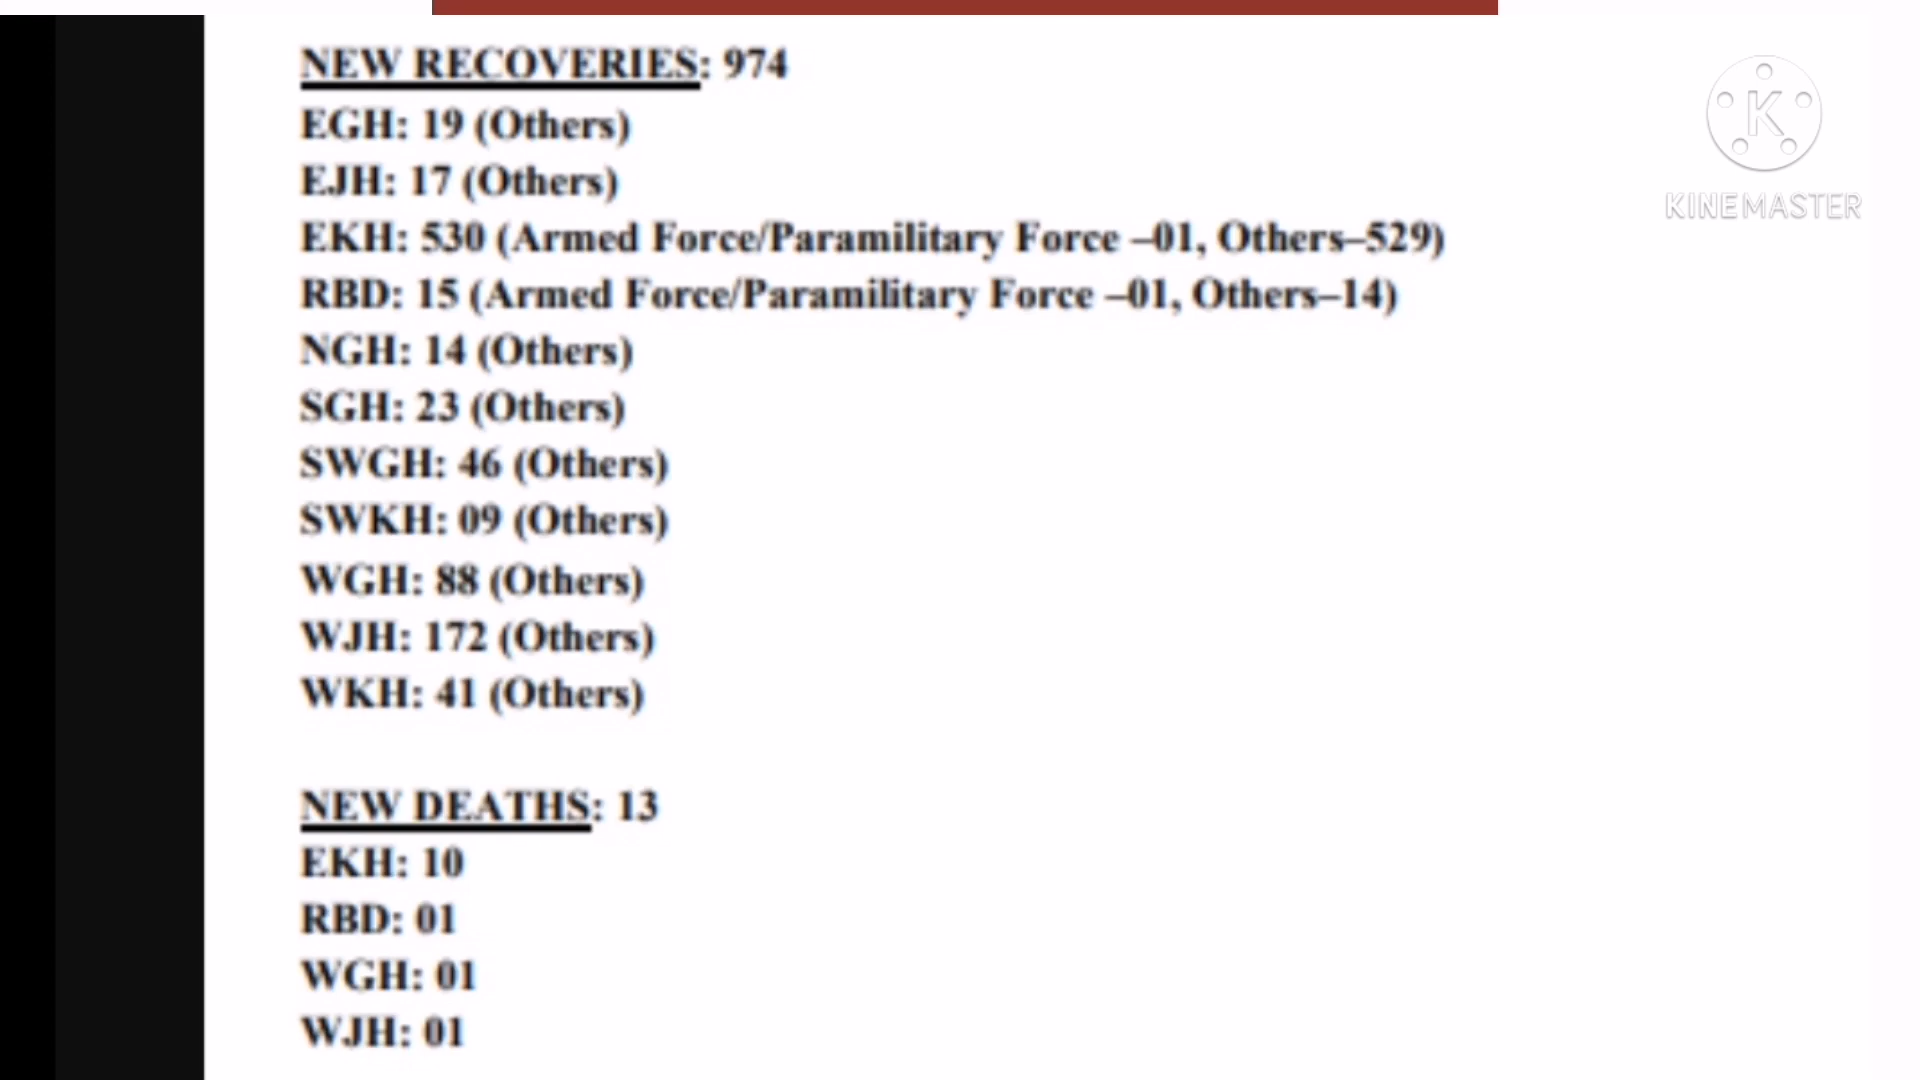 NEW RECOVERIES: 974
EGH: 19 (Others)
EJH: 17 (Others)
EKH: 530 (Armed Force/Paramilitary Force –01, Others–529)
RBD: 15 (Armed Force/Paramilitary Force –01, Others–14)
NGH: 14 (Others)
SGH: 23 (Others)
SWGH: 46 (Others)
SWKH: 09 (Others)
WGH: 88 (Others)
WJH: 172 (Others)
WKH: 41 (Others)
NEW DEATHS: 13
EKH: 10
RBD: 01
WGH: 01
WJH: 01
K
KINEMASTER